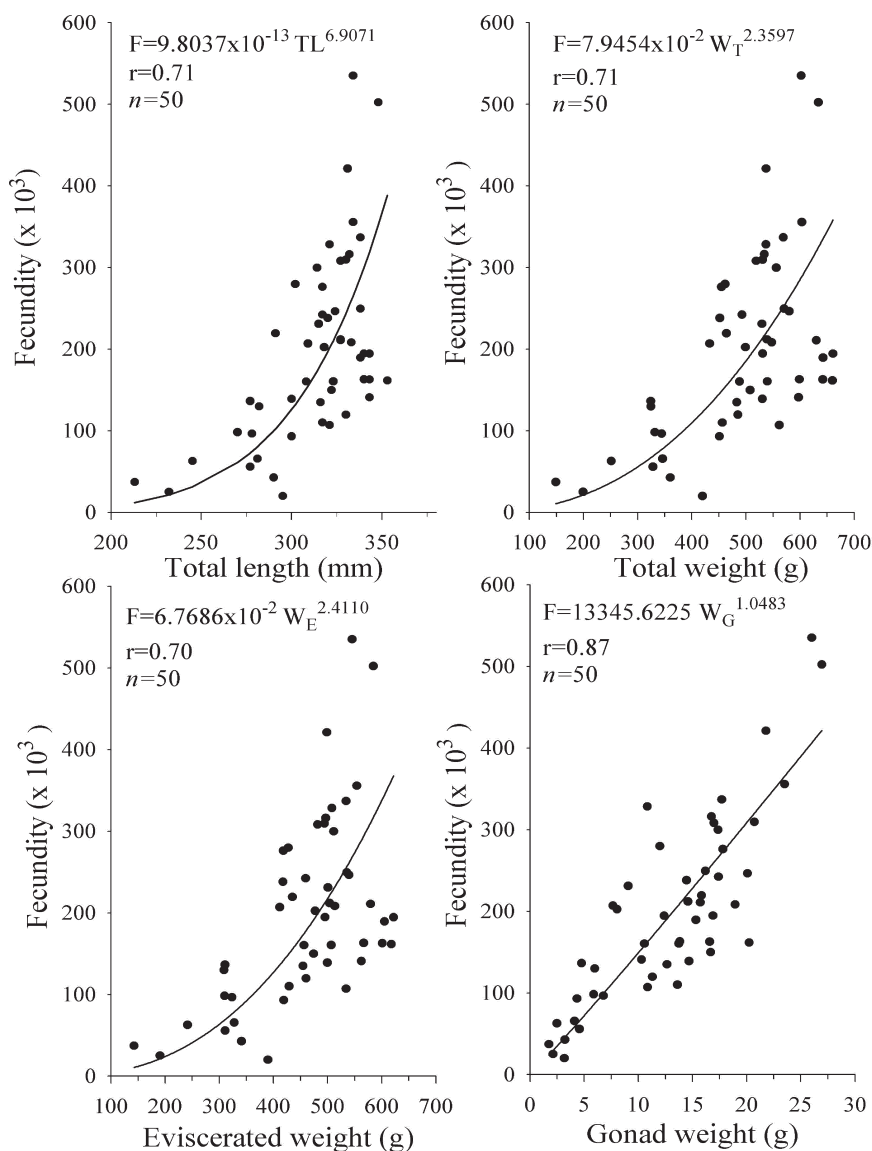 F=9.8037x10⁻¹³ TL⁶·⁹⁰⁷¹
r=0.71
n=50
600
500
400
300
200
100
0
Fecundity (x 10³)
200 250 300 350
Total length (mm)
F=7.9454x10⁻² W_T²·³⁵⁹⁷
r=0.71
n=50
600
500
400
300
200
100
0
Fecundity (x 10³)
100 200 300 400 500 600 700
Total weight (g)
F=6.7686x10⁻² W_E²·⁴¹¹⁰
r=0.70
n=50
600
500
400
300
200
100
0
Fecundity (x 10³)
100 200 300 400 500 600 700
Eviscerated weight (g)
F=13345.6225 W_G¹·⁰⁴⁸³
r=0.87
n=50
600
500
400
300
200
100
0
Fecundity (x 10³)
0 5 10 15 20 25 30
Gonad weight (g)